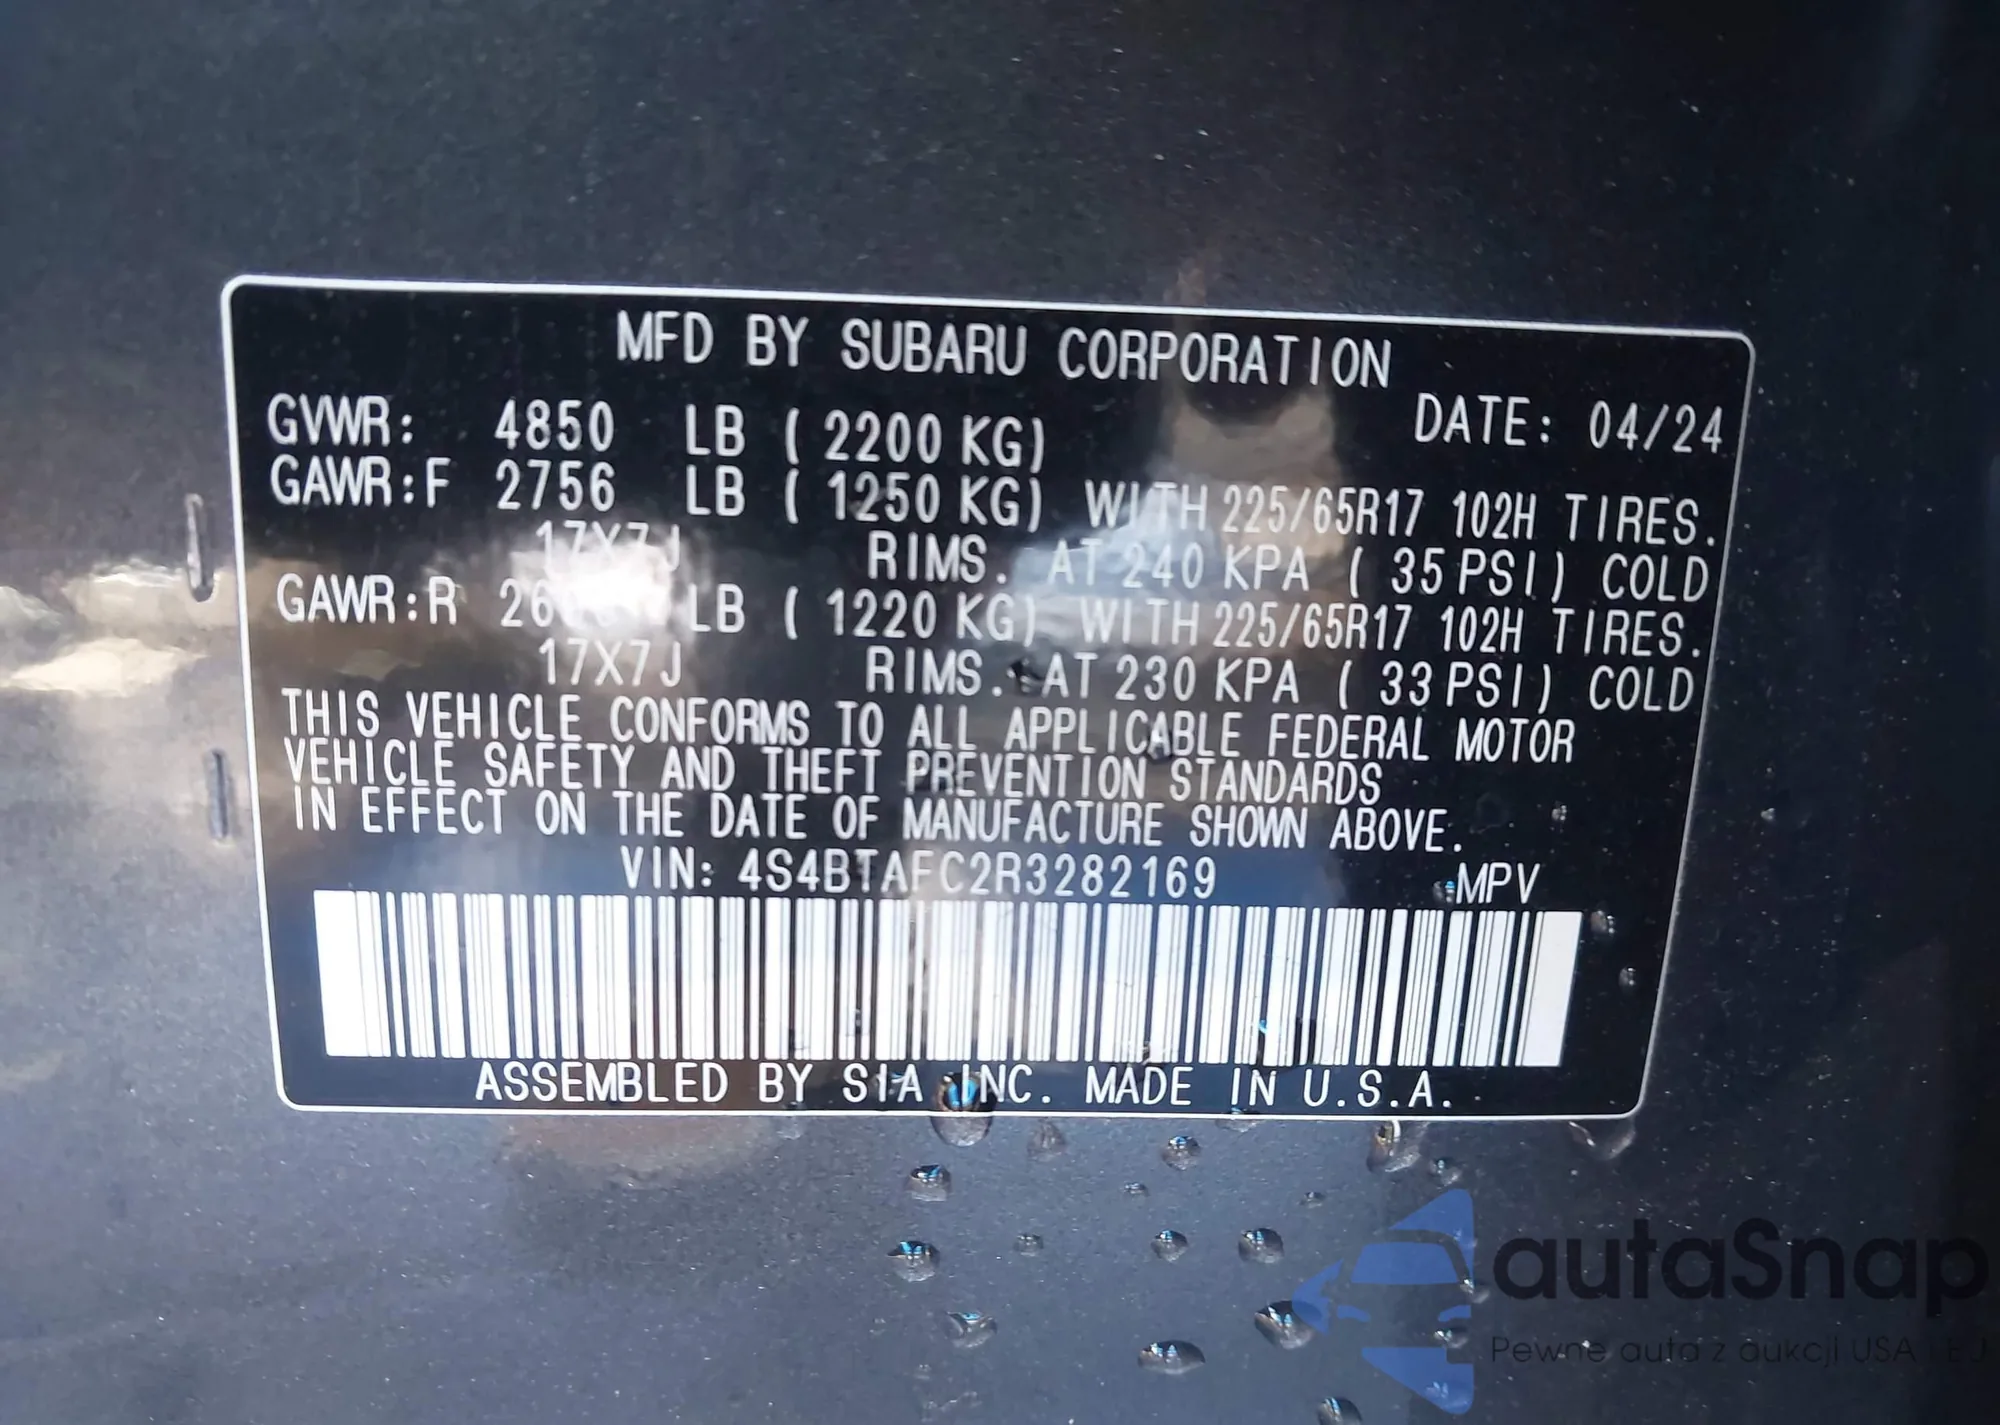 MFD BY SUBARU CORPORATION
GVWR: 4850 LB ( 2200 KG) DATE: 04/24
GAWR:F 2756 LB ( 1250 KG) WITH 225/65R17 102H TIRES.
17X7J RIMS. AT 240 KPA ( 35 PSI) COLD
GAWR:R LB ( 1220 KG) WITH 225/65R17 102H TIRES.
17X7J RIMS. AT 230 KPA ( 33 PSI) COLD
THIS VEHICLE CONFORMS TO ALL APPLICABLE FEDERAL MOTOR
VEHICLE SAFETY AND THEFT PREVENTION STANDARDS
IN EFFECT ON THE DATE OF MANUFACTURE SHOWN ABOVE.
VIN: 4S4BTAFC2R3282169 MPV
ASSEMBLED BY SIA INC. MADE IN U.S.A.
autaSnap
Pewne auta z aukcji USA i EU